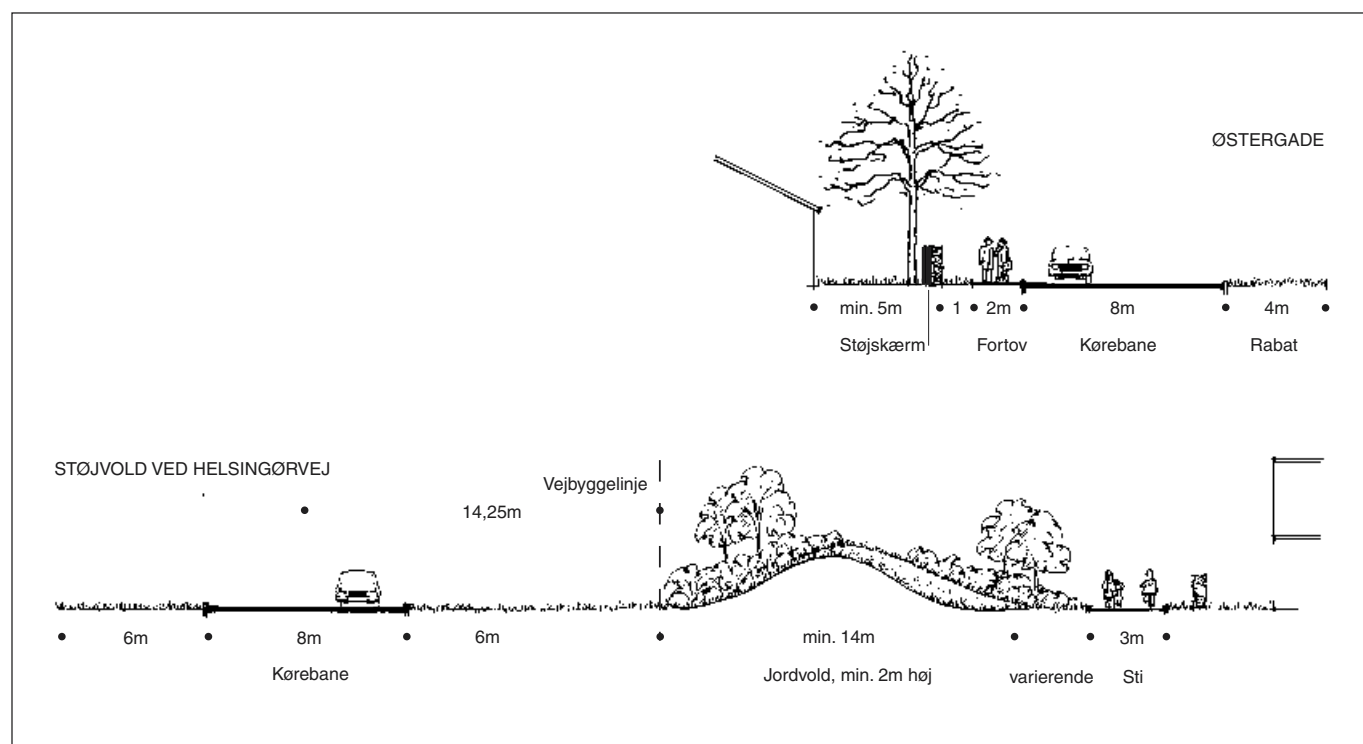 ØSTERGADE
min. 5m 1 2m 8m 4m
Støjskærm Fortov Kørebane Rabat
STØJVOLD VED HELSINGØRVEJ
Vejbyggelinje
14,25m
6m 8m 6m min. 14m 3m
Kørebane Jordvold, min. 2m høj varierende Sti